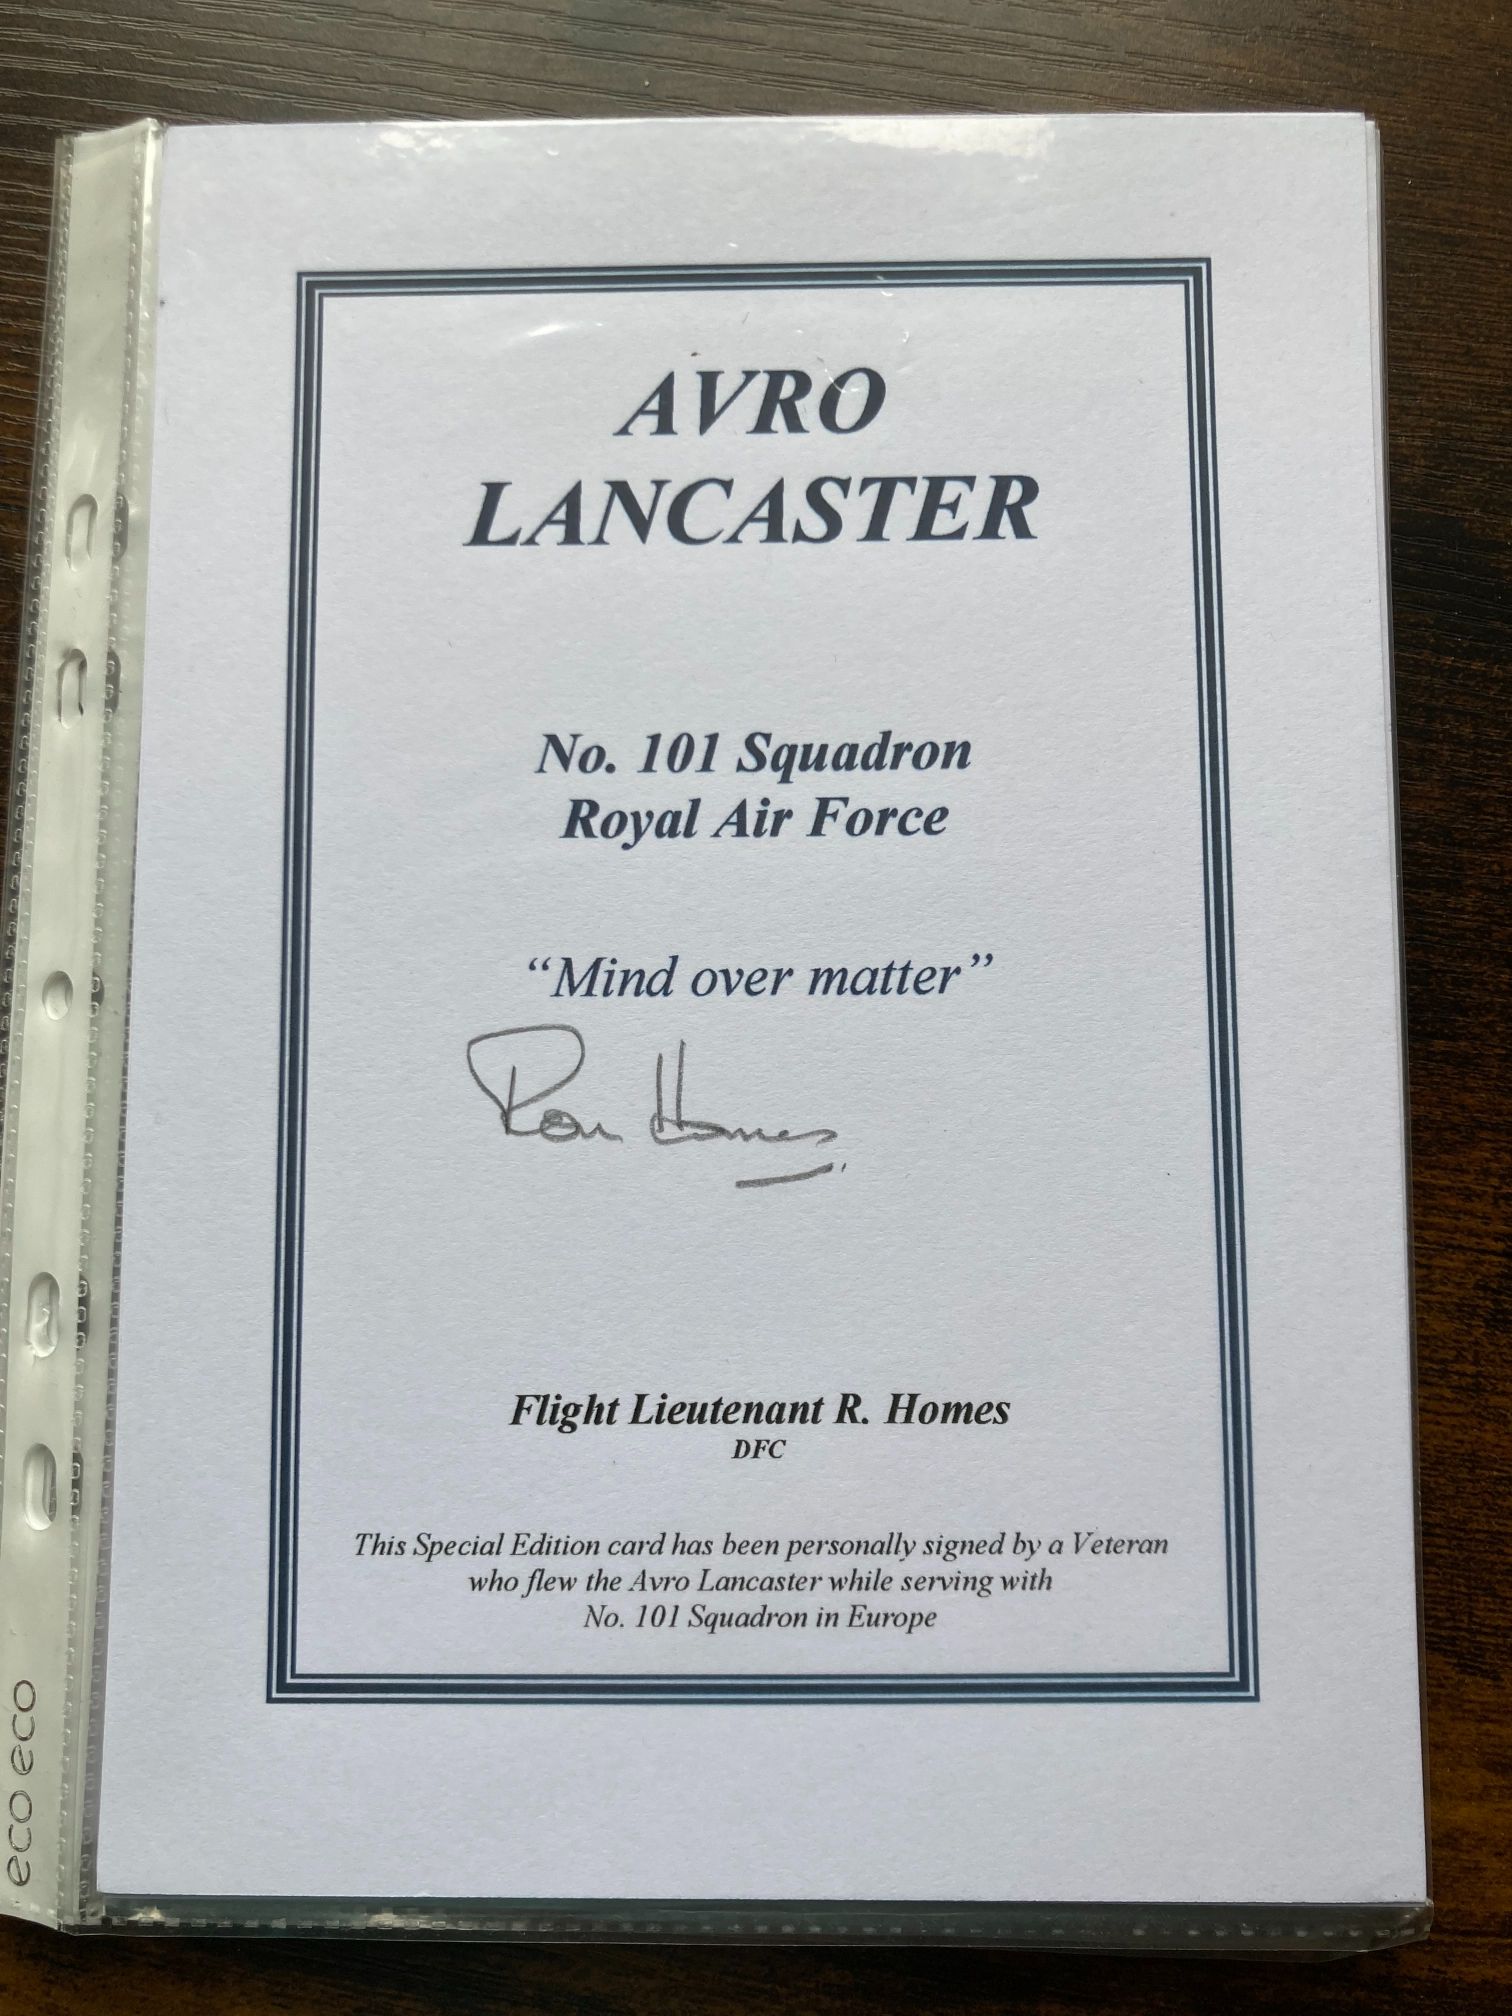 AVRO
LANCASTER
No. 101 Squadron
Royal Air Force
“Mind over matter”
Ron Homes
Flight Lieutenant R. Homes
DFC
This Special Edition card has been personally signed by a Veteran
who flew the Avro Lancaster while serving with
No. 101 Squadron in Europe
eco eco